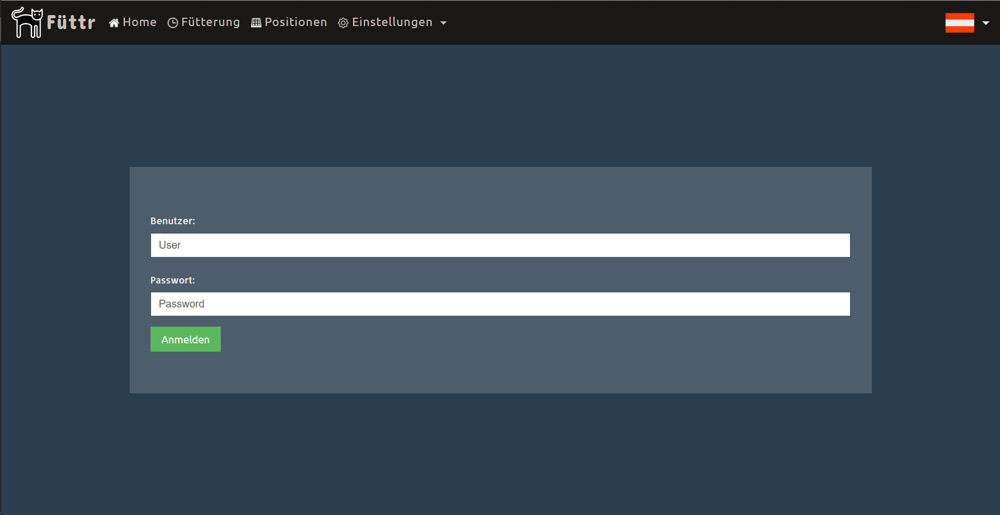 Füttr Home Fütterung Positionen Einstellungen
Benutzer:
User
Passwort:
Password
Anmelden